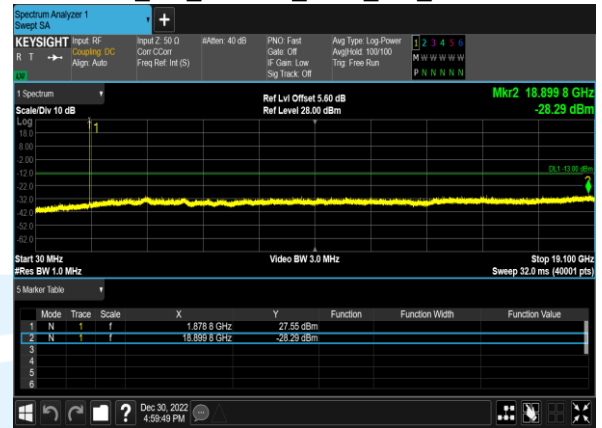 Spectrum Analyzer 1
Swept SA
KEYSIGHT Input: RF Input Z: 50 Ω #Atten: 40 dB PNO: Fast Avg Type: Log-Power 1 2 3 4 5 6
R T Coupling: DC Corr CCorr Gate: Off Avg|Hold: 100/100 M W W W W W
Align: Auto Freq Ref: Int (S) IF Gain: Low Trig: Free Run P N N N N N
LXI Sig Track: Off
1 Spectrum Ref Lvl Offset 5.60 dB Mkr2 18.899 8 GHz
Scale/Div 10 dB Ref Level 28.00 dBm -28.29 dBm
Log
1
18.0
8.00
-2.00
-12.0 DL1 -13.00 dBm
-22.0 2
-32.0
-42.0
-52.0
-62.0
Start 30 MHz Video BW 3.0 MHz Stop 19.100 GHz
#Res BW 1.0 MHz Sweep 32.0 ms (40001 pts)
5 Marker Table
Mode Trace Scale X Y Function Function Width Function Value
1 N 1 f 1.878 8 GHz 27.55 dBm
2 N 1 f 18.899 8 GHz -28.29 dBm
3
4
5
6
? Dec 30, 2022
4:59:49 PM